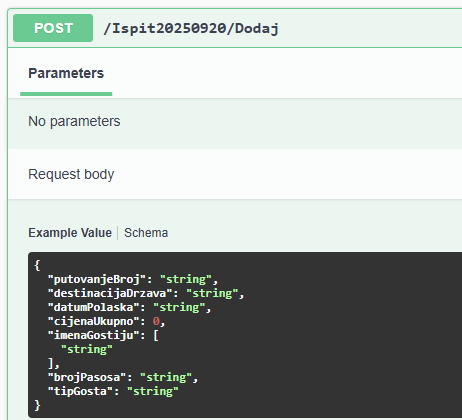 POST /Ispit20250920/Dodaj
Parameters
No parameters
Request body
Example Value Schema
{
"putovanjeBroj": "string",
"destinacijaDrzava": "string",
"datumPolaska": "string",
"cijenaUkupno": 0,
"imenaGostiju": [
"string"
],
"brojPasosa": "string",
"tipGosta": "string"
}